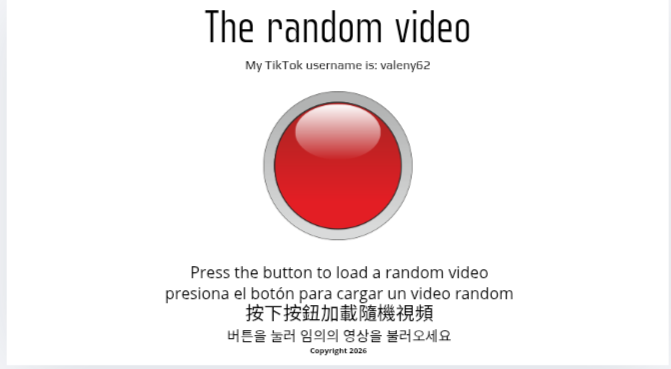 The random video
My TikTok username is: valeny62
Press the button to load a random video
presiona el botón para cargar un video random
按下按鈕加載隨機視頻
버튼을 눌러 임의의 영상을 불러오세요
Copyright 2026